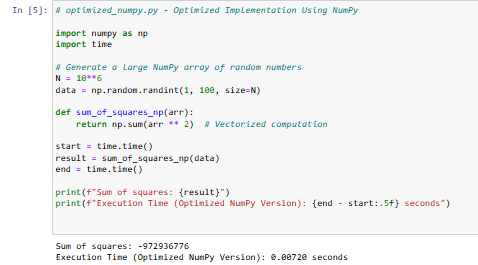 In [5]: # optimized_numpy.py - Optimized Implementation Using NumPy
import numpy as np
import time
# Generate a large NumPy array of random numbers
N = 10**6
data = np.random.randint(1, 100, size=N)
def sum_of_squares_np(arr):
    return np.sum(arr ** 2)  # Vectorized computation
start = time.time()
result = sum_of_squares_np(data)
end = time.time()
print(f"Sum of squares: {result}")
print(f"Execution Time (Optimized NumPy Version): {end - start:.5f} seconds")
Sum of squares: -972936776
Execution Time (Optimized NumPy Version): 0.00720 seconds